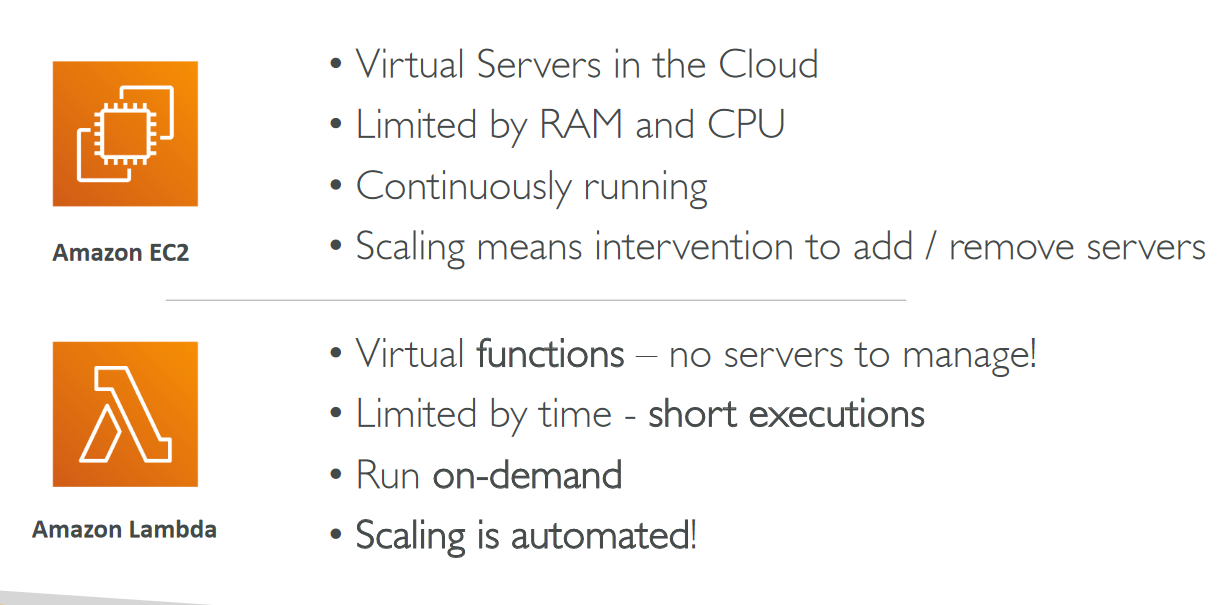 • Virtual Servers in the Cloud
• Limited by RAM and CPU
• Continuously running
• Scaling means intervention to add / remove servers
Amazon EC2
• Virtual functions – no servers to manage!
• Limited by time - short executions
• Run on-demand
• Scaling is automated!
Amazon Lambda